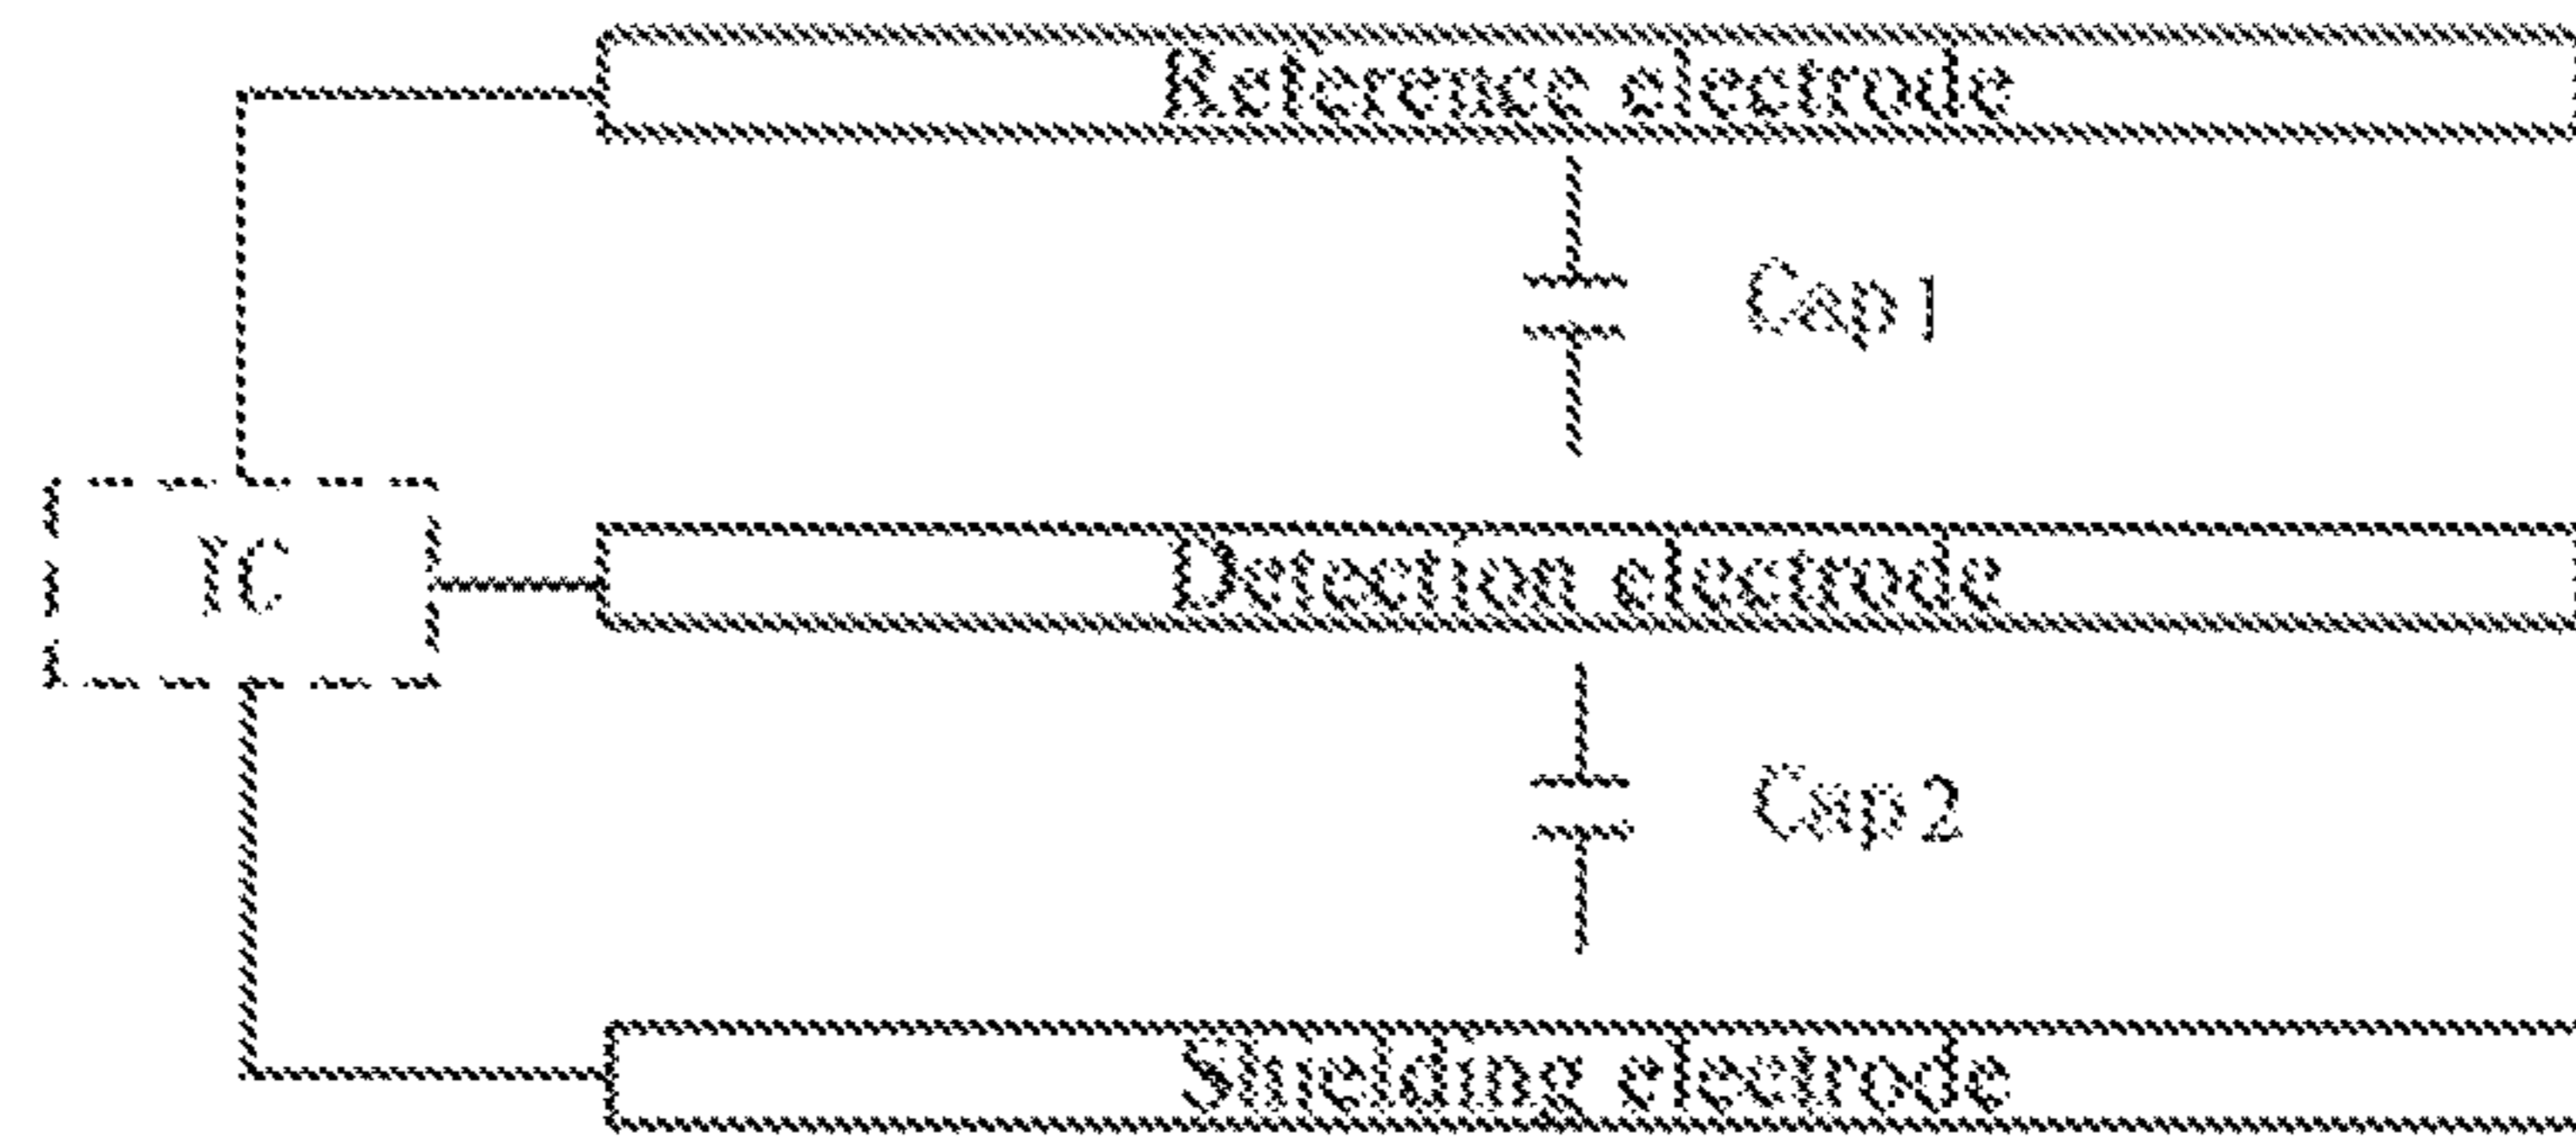 Reference electrode
Cap 1
IC
Detection electrode
Cap 2
Shielding electrode